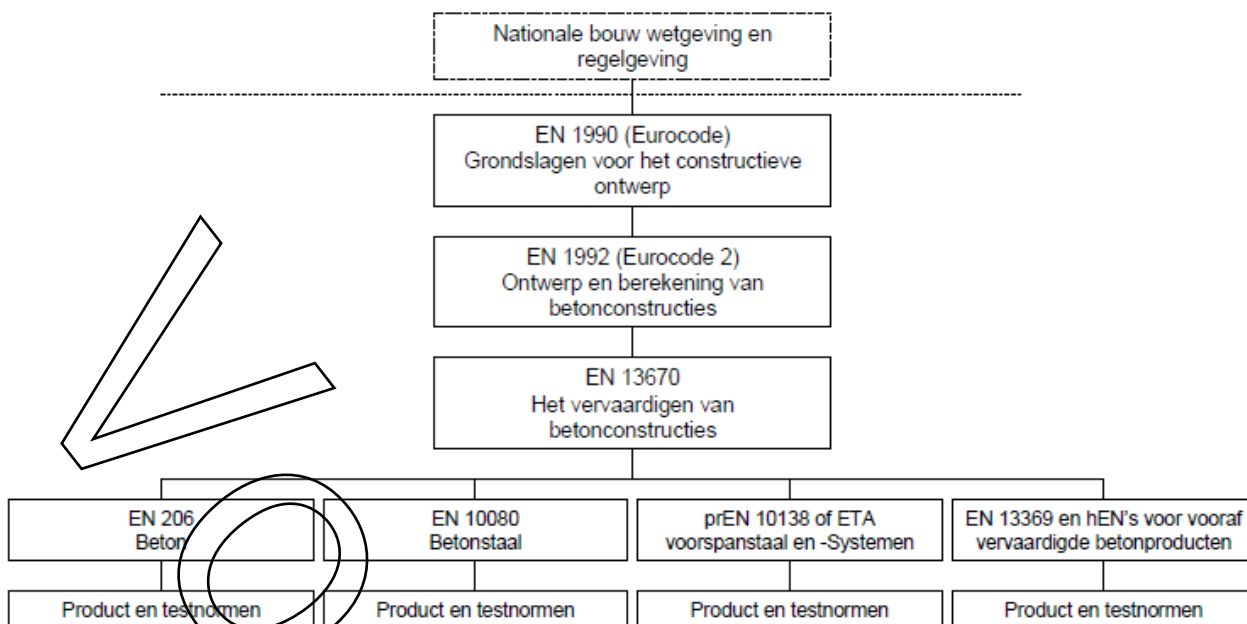 Nationale bouw wetgeving en
regelgeving
EN 1990 (Eurocode)
Grondslagen voor het constructieve
ontwerp
EN 1992 (Eurocode 2)
Ontwerp en berekening van
betonconstructies
EN 13670
Het vervaardigen van
betonconstructies
EN 206
Beton
EN 10080
Betonstaal
prEN 10138 of ETA
voorspanstaal en -Systemen
EN 13369 en hEN's voor vooraf
vervaardigde betonproducten
Product en testnormen
Product en testnormen
Product en testnormen
Product en testnormen